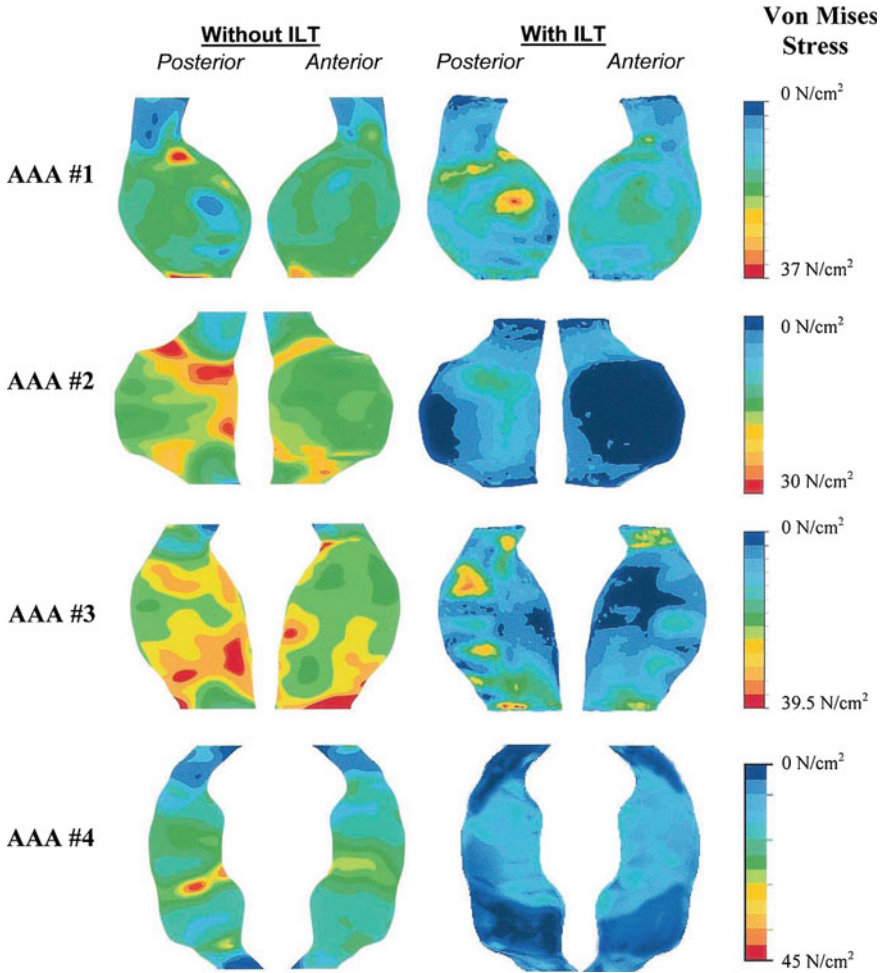 Without ILT
With ILT
Von Mises
Stress
Posterior
Anterior
Posterior
Anterior
AAA #1
0 N/cm²
37 N/cm²
AAA #2
0 N/cm²
30 N/cm²
AAA #3
0 N/cm²
39.5 N/cm²
AAA #4
0 N/cm²
45 N/cm²